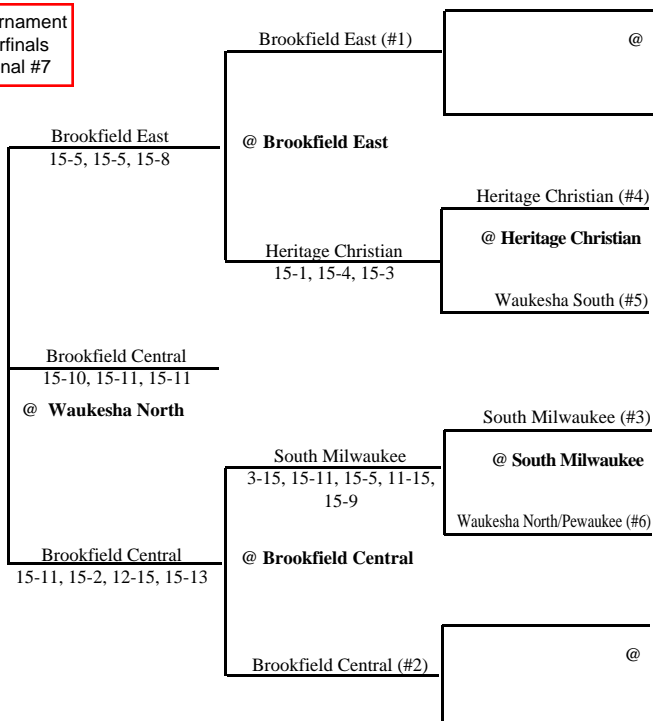 rnament
rfinals
nal #7
Brookfield East (#1)
@
Brookfield East
15-5, 15-5, 15-8
@ Brookfield East
Heritage Christian (#4)
@ Heritage Christian
Heritage Christian
15-1, 15-4, 15-3
Waukesha South (#5)
Brookfield Central
15-10, 15-11, 15-11
@ Waukesha North
South Milwaukee (#3)
@ South Milwaukee
South Milwaukee
3-15, 15-11, 15-5, 11-15,
15-9
Waukesha North/Pewaukee (#6)
Brookfield Central
15-11, 15-2, 12-15, 15-13
@ Brookfield Central
Brookfield Central (#2)
@